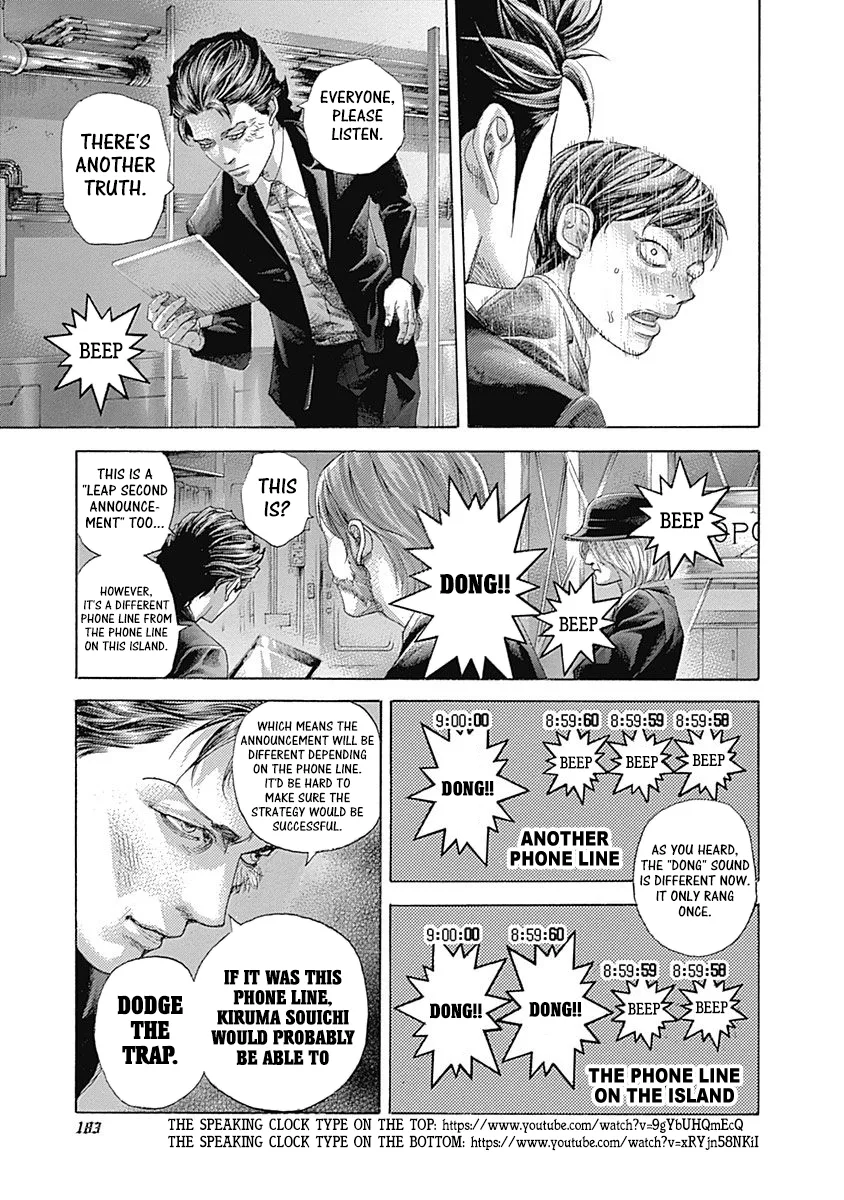 EVERYONE,
PLEASE
LISTEN.
THERE'S
ANOTHER
TRUTH.
BEEP
BEEP
SPO
BEEP
DONG!!
THIS
IS?
THIS IS A
"LEAP SECOND
ANNOUNCE-
MENT" TOO...
HOWEVER,
IT'S A DIFFERENT
PHONE LINE FROM
THE PHONE LINE
ON THIS ISLAND.
8:59:58
BEEP
8:59:59
BEEP
8:59:60
BEEP
9:00:00
DONG!!
ANOTHER
PHONE LINE
AS YOU HEARD,
THE "DONG" SOUND
IS DIFFERENT NOW.
IT ONLY RANG
ONCE.
8:59:58
BEEP
8:59:59
BEEP
8:59:60
DONG!!
9:00:00
DONG!!
THE PHONE LINE
ON THE ISLAND
WHICH MEANS THE
ANNOUNCEMENT WILL BE
DIFFERENT DEPENDING
ON THE PHONE LINE.
IT'D BE HARD TO
MAKE SURE THE
STRATEGY WOULD BE
SUCCESSFUL.
IF IT WAS THIS
PHONE LINE,
KIRUMA SOUICHI
WOULD PROBABLY
BE ABLE TO
DODGE
THE
TRAP.
183
THE SPEAKING CLOCK TYPE ON THE TOP: https://www.youtube.com/watch?v=9gYbUHQmEcQ
THE SPEAKING CLOCK TYPE ON THE BOTTOM: https://www.youtube.com/watch?v=xRYjn58NKiI